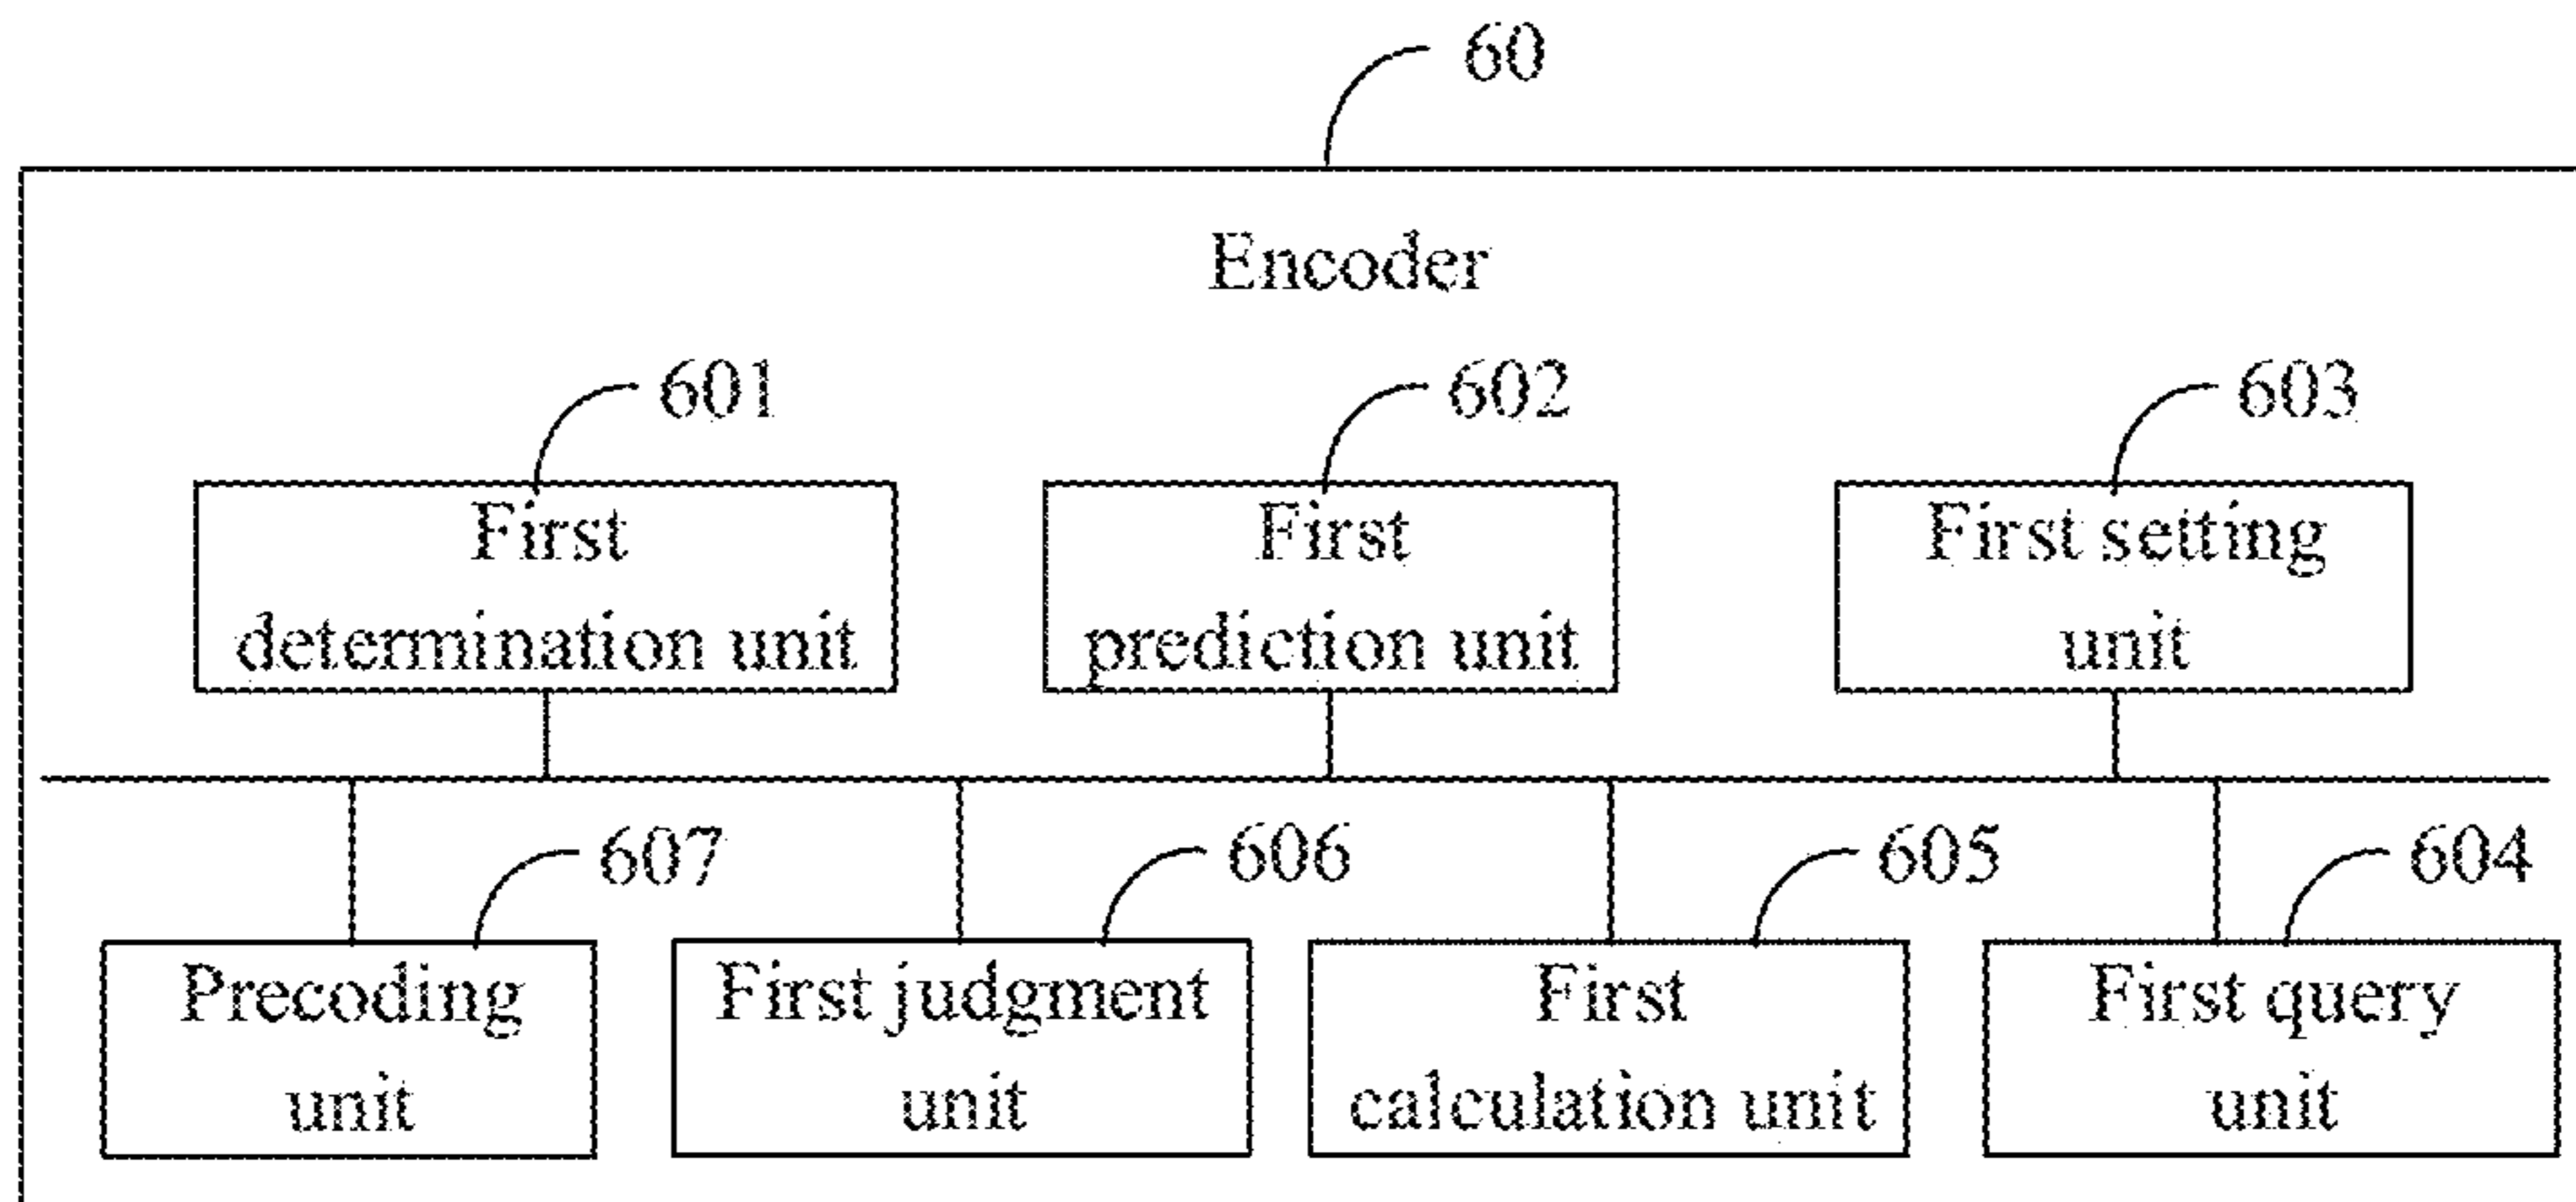 60
Encoder
601
602
603
First
determination unit
First
prediction unit
First setting
unit
607
606
605
604
Precoding
unit
First judgment
unit
First
calculation unit
First query
unit